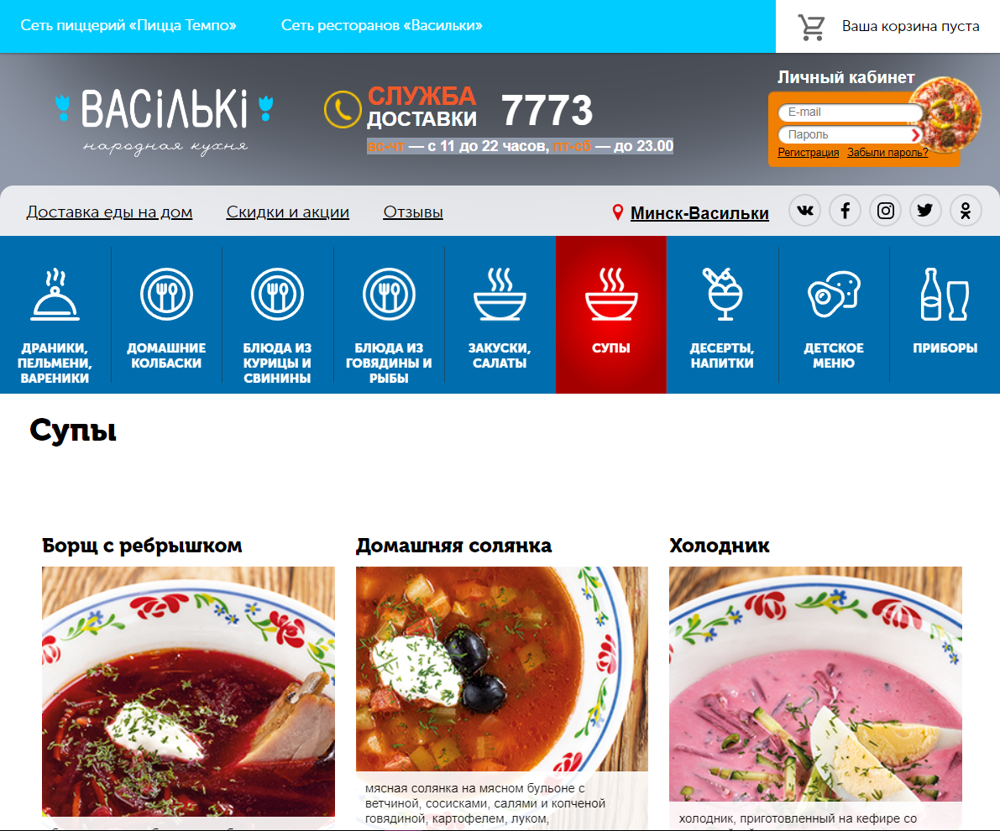 Сеть пиццерий «Пицца Темпо»
Сеть ресторанов «Васильки»
Ваша корзина пуста
ВАСiЛЬКi
народная кухня
СЛУЖБА
ДОСТАВКИ
7773
вс-чт — с 11 до 22 часов, пт-сб — до 23.00
Личный кабинет
E-mail
Пароль
Регистрация Забыли пароль?
Доставка еды на дом
Скидки и акции
Отзывы
Минск-Васильки
ДРАНИКИ,
ПЕЛЬМЕНИ,
ВАРЕНИКИ
ДОМАШНИЕ
КОЛБАСКИ
БЛЮДА ИЗ
КУРИЦЫ И
СВИНИНЫ
БЛЮДА ИЗ
ГОВЯДИНЫ И
РЫБЫ
ЗАКУСКИ,
САЛАТЫ
СУПЫ
ДЕСЕРТЫ,
НАПИТКИ
ДЕТСКОЕ
МЕНЮ
ПРИБОРЫ
Супы
Борщ с ребрышком
Домашняя солянка
Холодник
мясная солянка на мясном бульоне с
ветчиной, сосисками, салями и копченой
говядиной, картофелем, луком,
холодник, приготовленный на кефире со